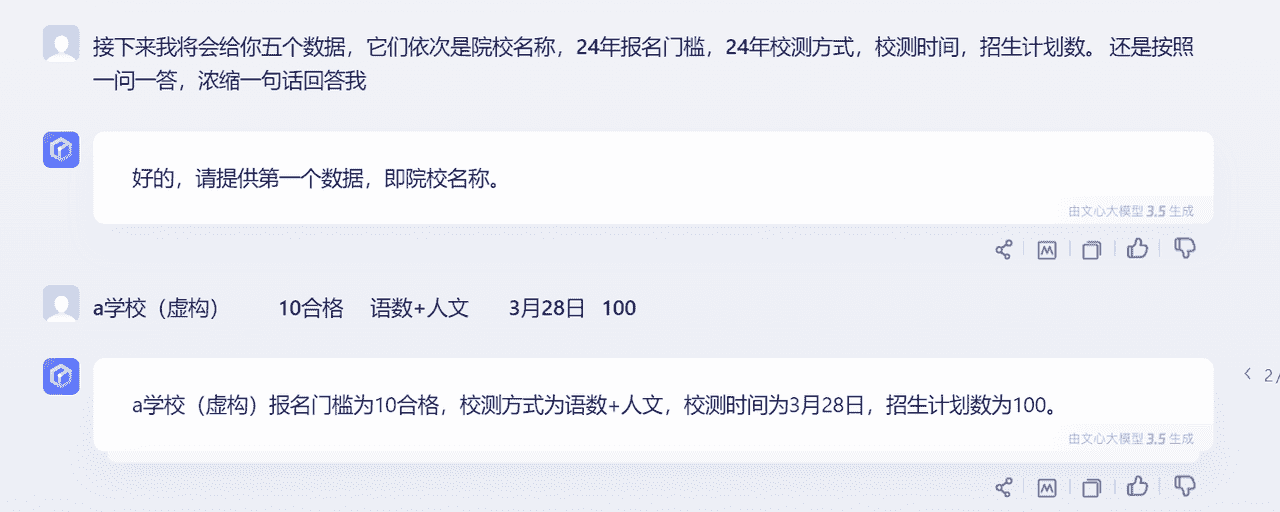 接下来我将会给你五个数据，它们依次是院校名称，24年报名门槛，24年校测方式，校测时间，招生计划数。 还是按照
一问一答，浓缩一句话回答我
好的，请提供第一个数据，即院校名称。
由文心大模型 3.5 生成
a学校（虚构） 10合格 语数+人文 3月28日 100
a学校（虚构）报名门槛为10合格，校测方式为语数+人文，校测时间为3月28日，招生计划数为100。
2/
由文心大模型 3.5 生成